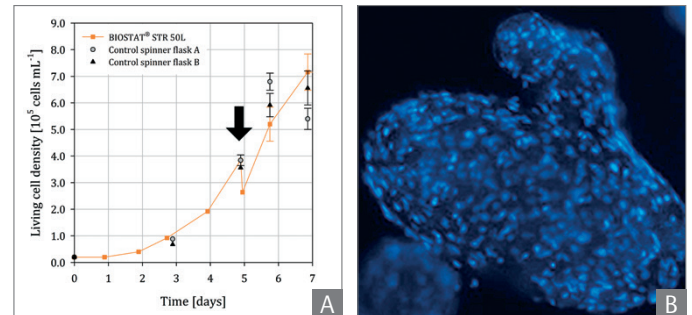 9.0
8.0
7.0
6.0
5.0
4.0
3.0
2.0
1.0
0.0
Living cell density [10⁵ cells mL⁻¹]
BIOSTAT® STR 50L
Control spinner flask A
Control spinner flask B
0 1 2 3 4 5 6 7
Time [days]
A
B